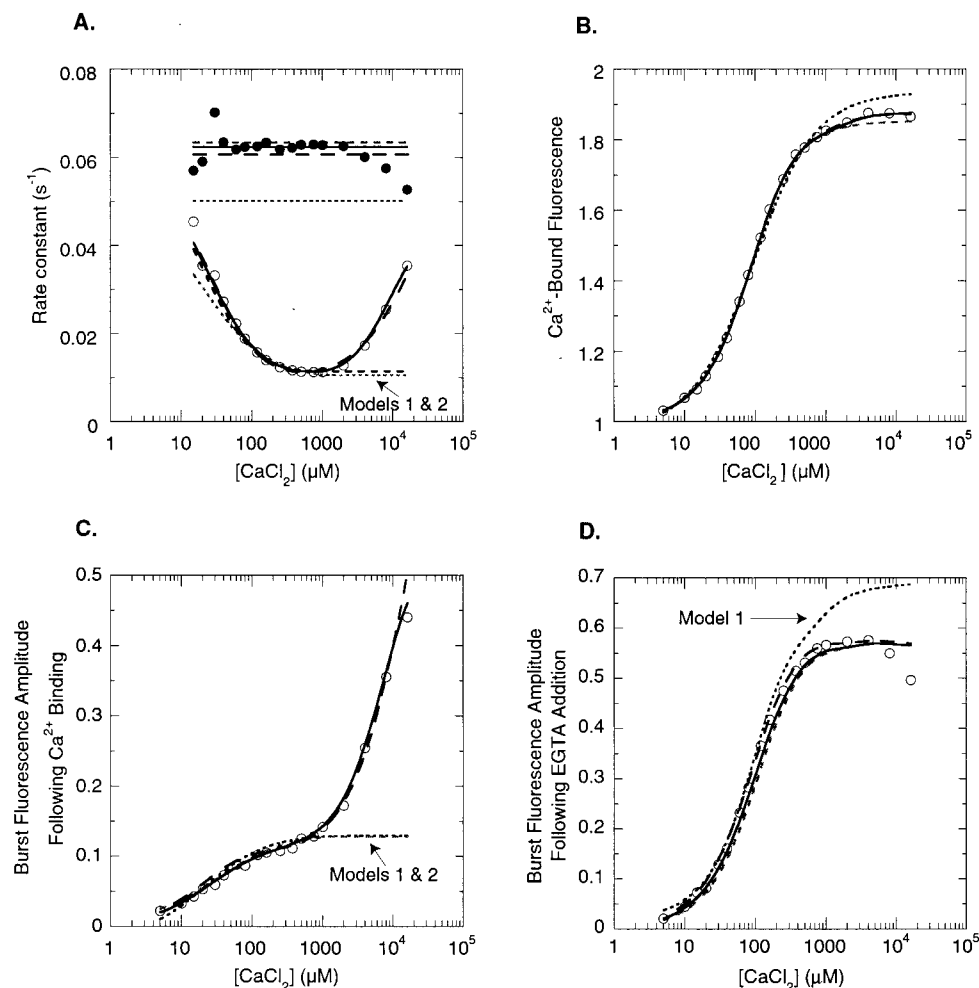 A.
0.08
0.06
0.04
0.02
0
Rate constant (s⁻¹)
Models 1 & 2
1 10 100 1000 10⁴ 10⁵
[CaCl₂] (μM)
B.
2
1.8
1.6
1.4
1.2
1
Ca²⁺-Bound Fluorescence
1 10 100 1000 10⁴ 10⁵
[CaCl₂] (μM)
C.
0.5
0.4
0.3
0.2
0.1
0
Burst Fluorescence Amplitude
Following Ca²⁺ Binding
Models 1 & 2
1 10 100 1000 10⁴ 10⁵
[CaCl₂] (μM)
D.
0.7
0.6
0.5
0.4
0.3
0.2
0.1
0
Burst Fluorescence Amplitude
Following EGTA Addition
Model 1
1 10 100 1000 10⁴ 10⁵
[CaCl₂] (μM)